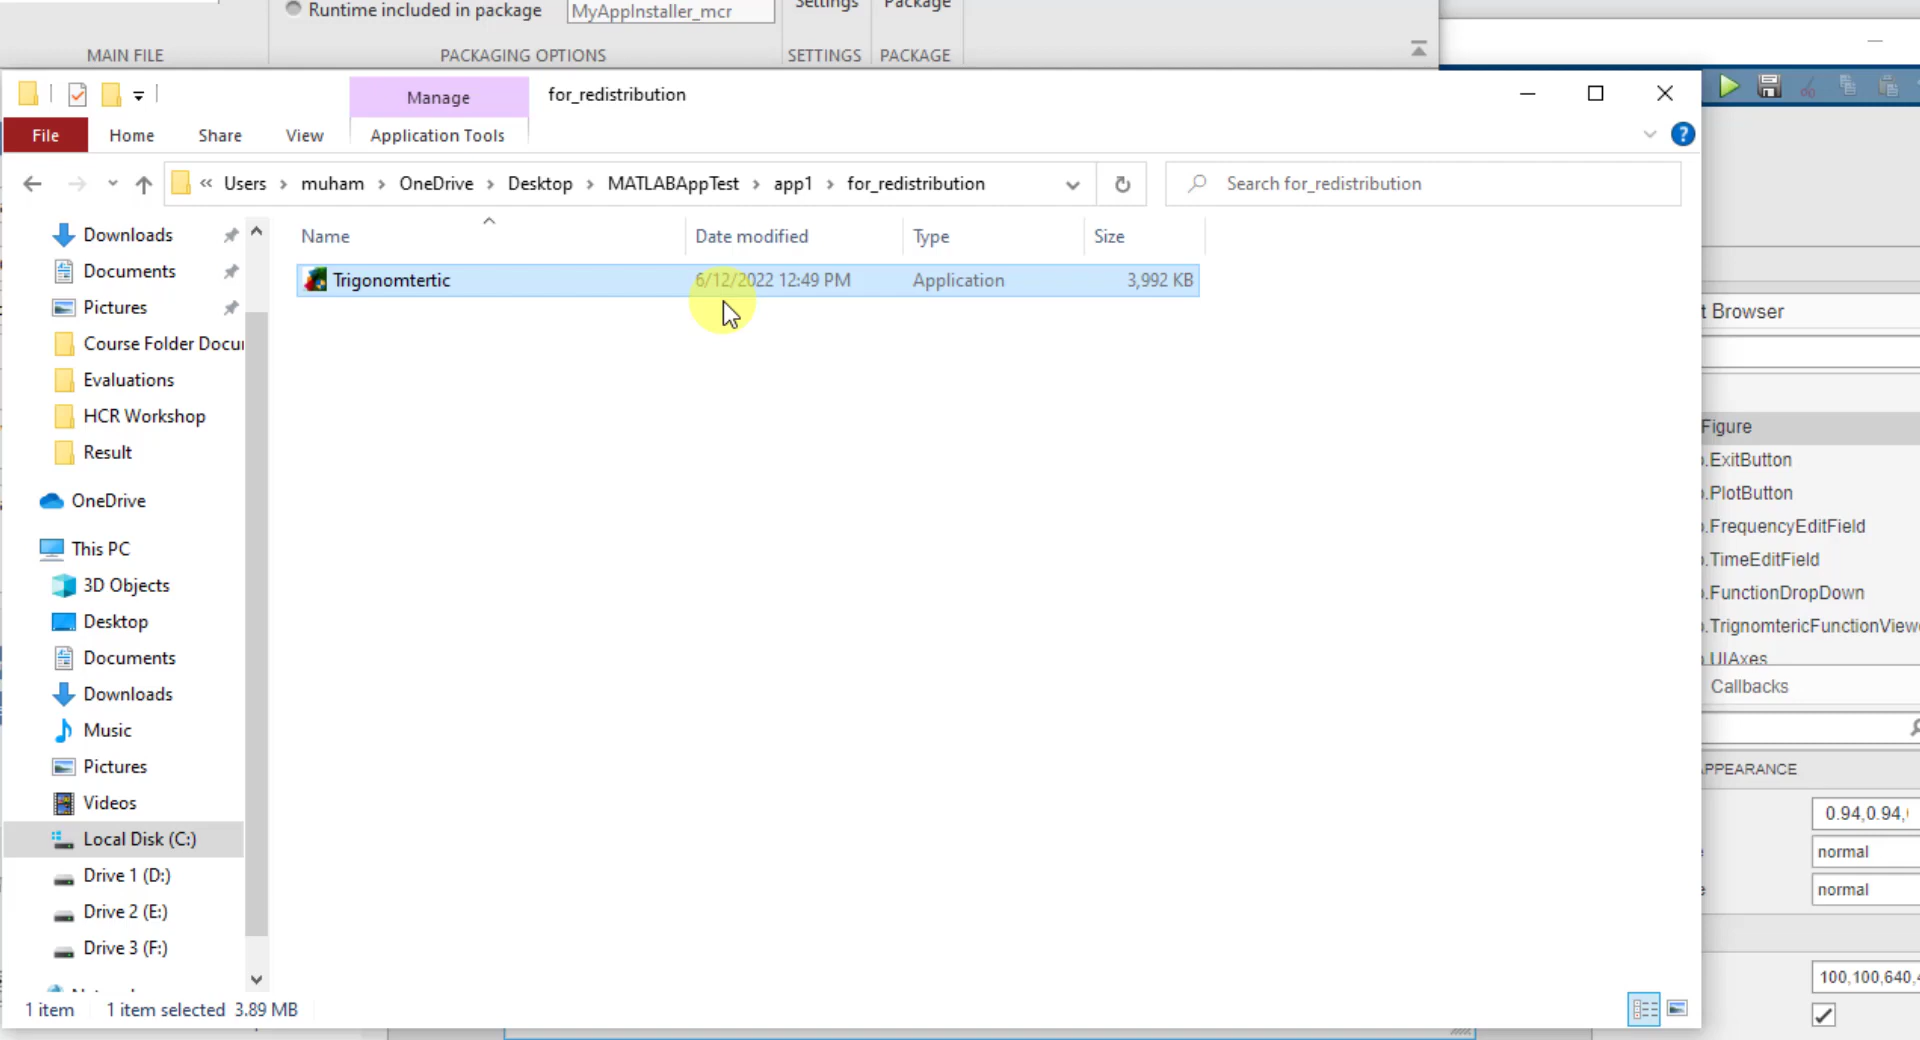 Runtime included in package
MyAppInstaller_mcr
Settings
Package
MAIN FILE
PACKAGING OPTIONS
SETTINGS
PACKAGE
Manage
for_redistribution
File
Home
Share
View
Application Tools
?
« Users > muham > OneDrive > Desktop > MATLABAppTest > app1 > for_redistribution
Search for_redistribution
Name
Date modified
Type
Size
Trigonomtertic
6/12/2022 12:49 PM
Application
3,992 KB
Downloads
Documents
Pictures
Course Folder Docu
Evaluations
HCR Workshop
Result
OneDrive
This PC
3D Objects
Desktop
Documents
Downloads
Music
Pictures
Videos
Local Disk (C:)
Drive 1 (D:)
Drive 2 (E:)
Drive 3 (F:)
1 item
1 item selected 3.89 MB
t Browser
Figure
.ExitButton
.PlotButton
.FrequencyEditField
.TimeEditField
.FunctionDropDown
.TrignomtericFunctionView
.UIAxes
Callbacks
APPEARANCE
0.94,0.94,
normal
normal
100,100,640,4